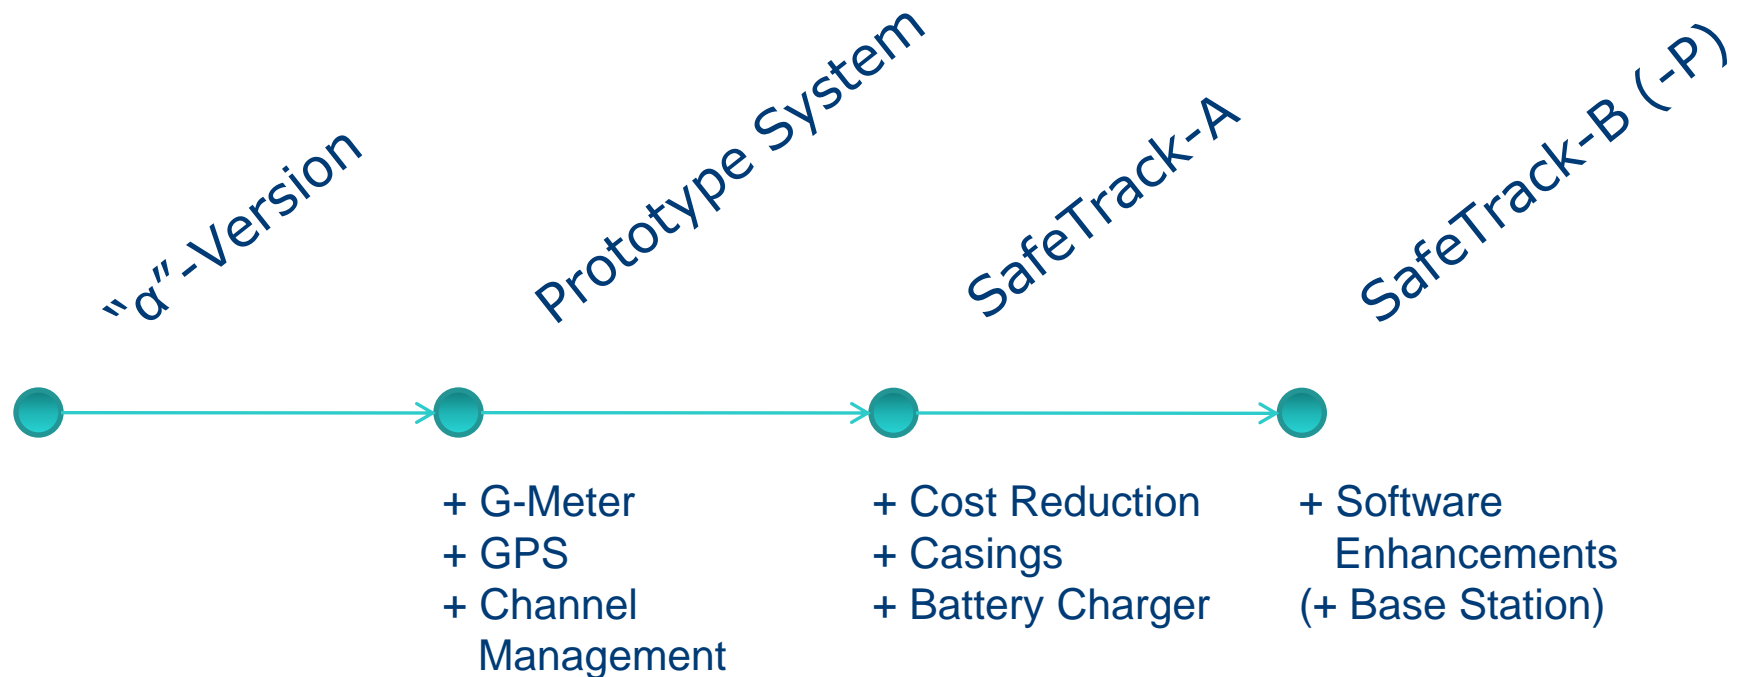 “α”-Version
Prototype System
SafeTrack-A
SafeTrack-B (-P)
+ G-Meter
+ GPS
+ Channel
Management
+ Cost Reduction
+ Casings
+ Battery Charger
+ Software
Enhancements
(+ Base Station)